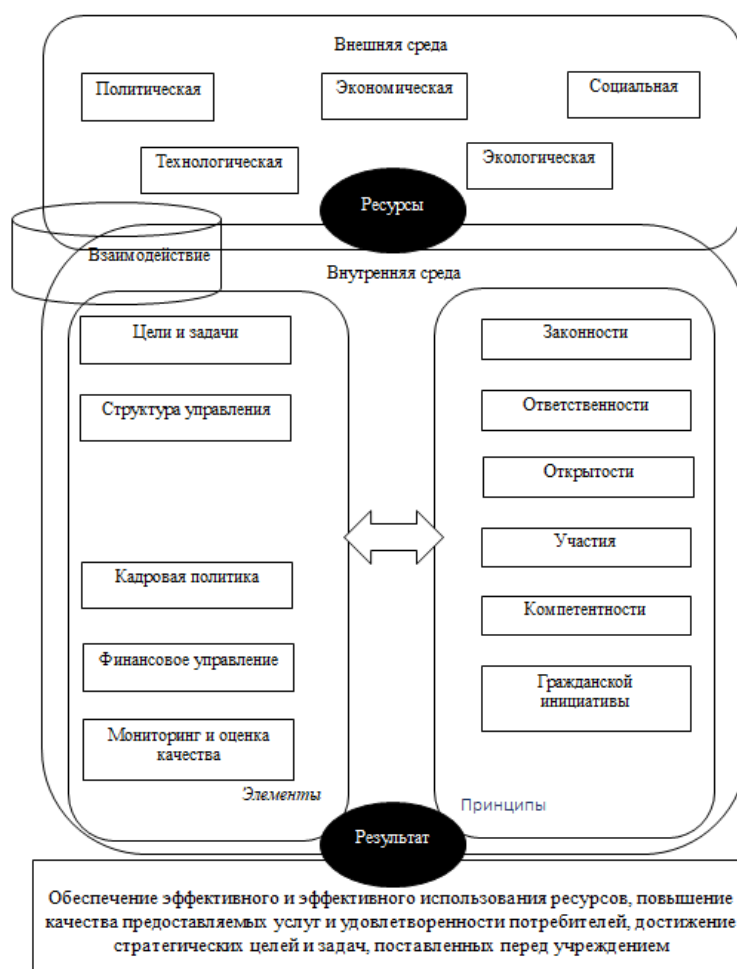 Внешняя среда
Политическая
Экономическая
Социальная
Технологическая
Экологическая
Ресурсы
Взаимодействие
Внутренняя среда
Цели и задачи
Структура управления
Кадровая политика
Финансовое управление
Мониторинг и оценка
качества
Элементы
Законности
Ответственности
Открытости
Участия
Компетентности
Гражданской
инициативы
Принципы
Результат
Обеспечение эффективного и эффективного использования ресурсов, повышение
качества предоставляемых услуг и удовлетворенности потребителей, достижение
стратегических целей и задач, поставленных перед учреждением